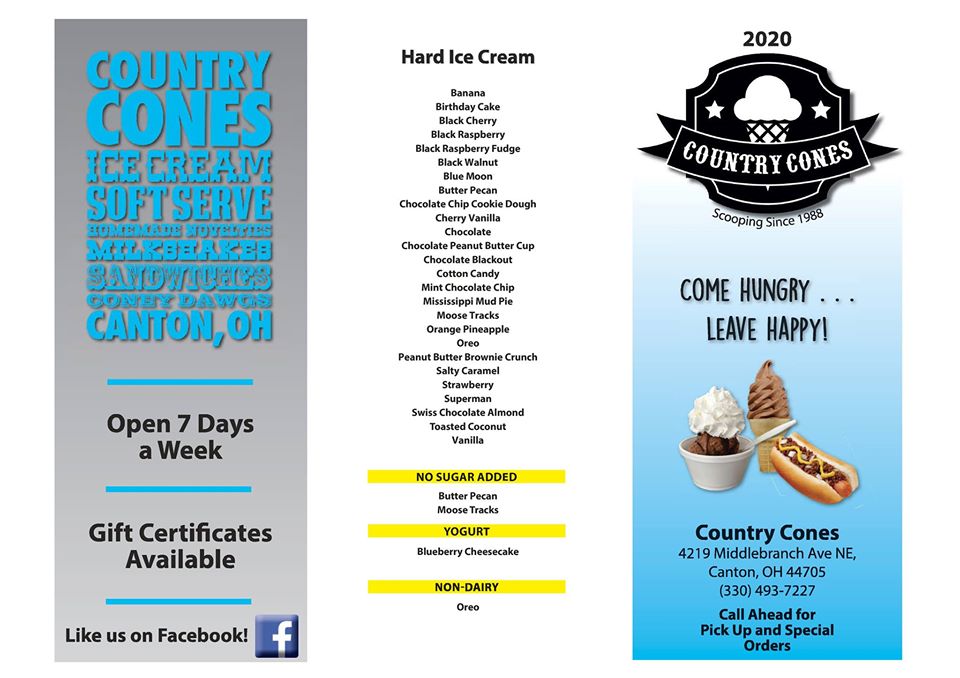 COUNTRY
CONES
ICE CREAM
SOFT SERVE
HOMEMADE NOVELTIES
MILKSHAKES
SANDWICHES
CONEY DAWGS
CANTON, OH
Open 7 Days
a Week
Gift Certificates
Available
Like us on Facebook!
f
Hard Ice Cream
Banana
Birthday Cake
Black Cherry
Black Raspberry
Black Raspberry Fudge
Black Walnut
Blue Moon
Butter Pecan
Chocolate Chip Cookie Dough
Cherry Vanilla
Chocolate
Chocolate Peanut Butter Cup
Chocolate Blackout
Cotton Candy
Mint Chocolate Chip
Mississippi Mud Pie
Moose Tracks
Orange Pineapple
Oreo
Peanut Butter Brownie Crunch
Salty Caramel
Strawberry
Superman
Swiss Chocolate Almond
Toasted Coconut
Vanilla
NO SUGAR ADDED
Butter Pecan
Moose Tracks
YOGURT
Blueberry Cheesecake
NON-DAIRY
Oreo
2020
COUNTRY CONES
Scooping Since 1988
COME HUNGRY . . .
LEAVE HAPPY!
Country Cones
4219 Middlebranch Ave NE,
Canton, OH 44705
(330) 493-7227
Call Ahead for
Pick Up and Special
Orders